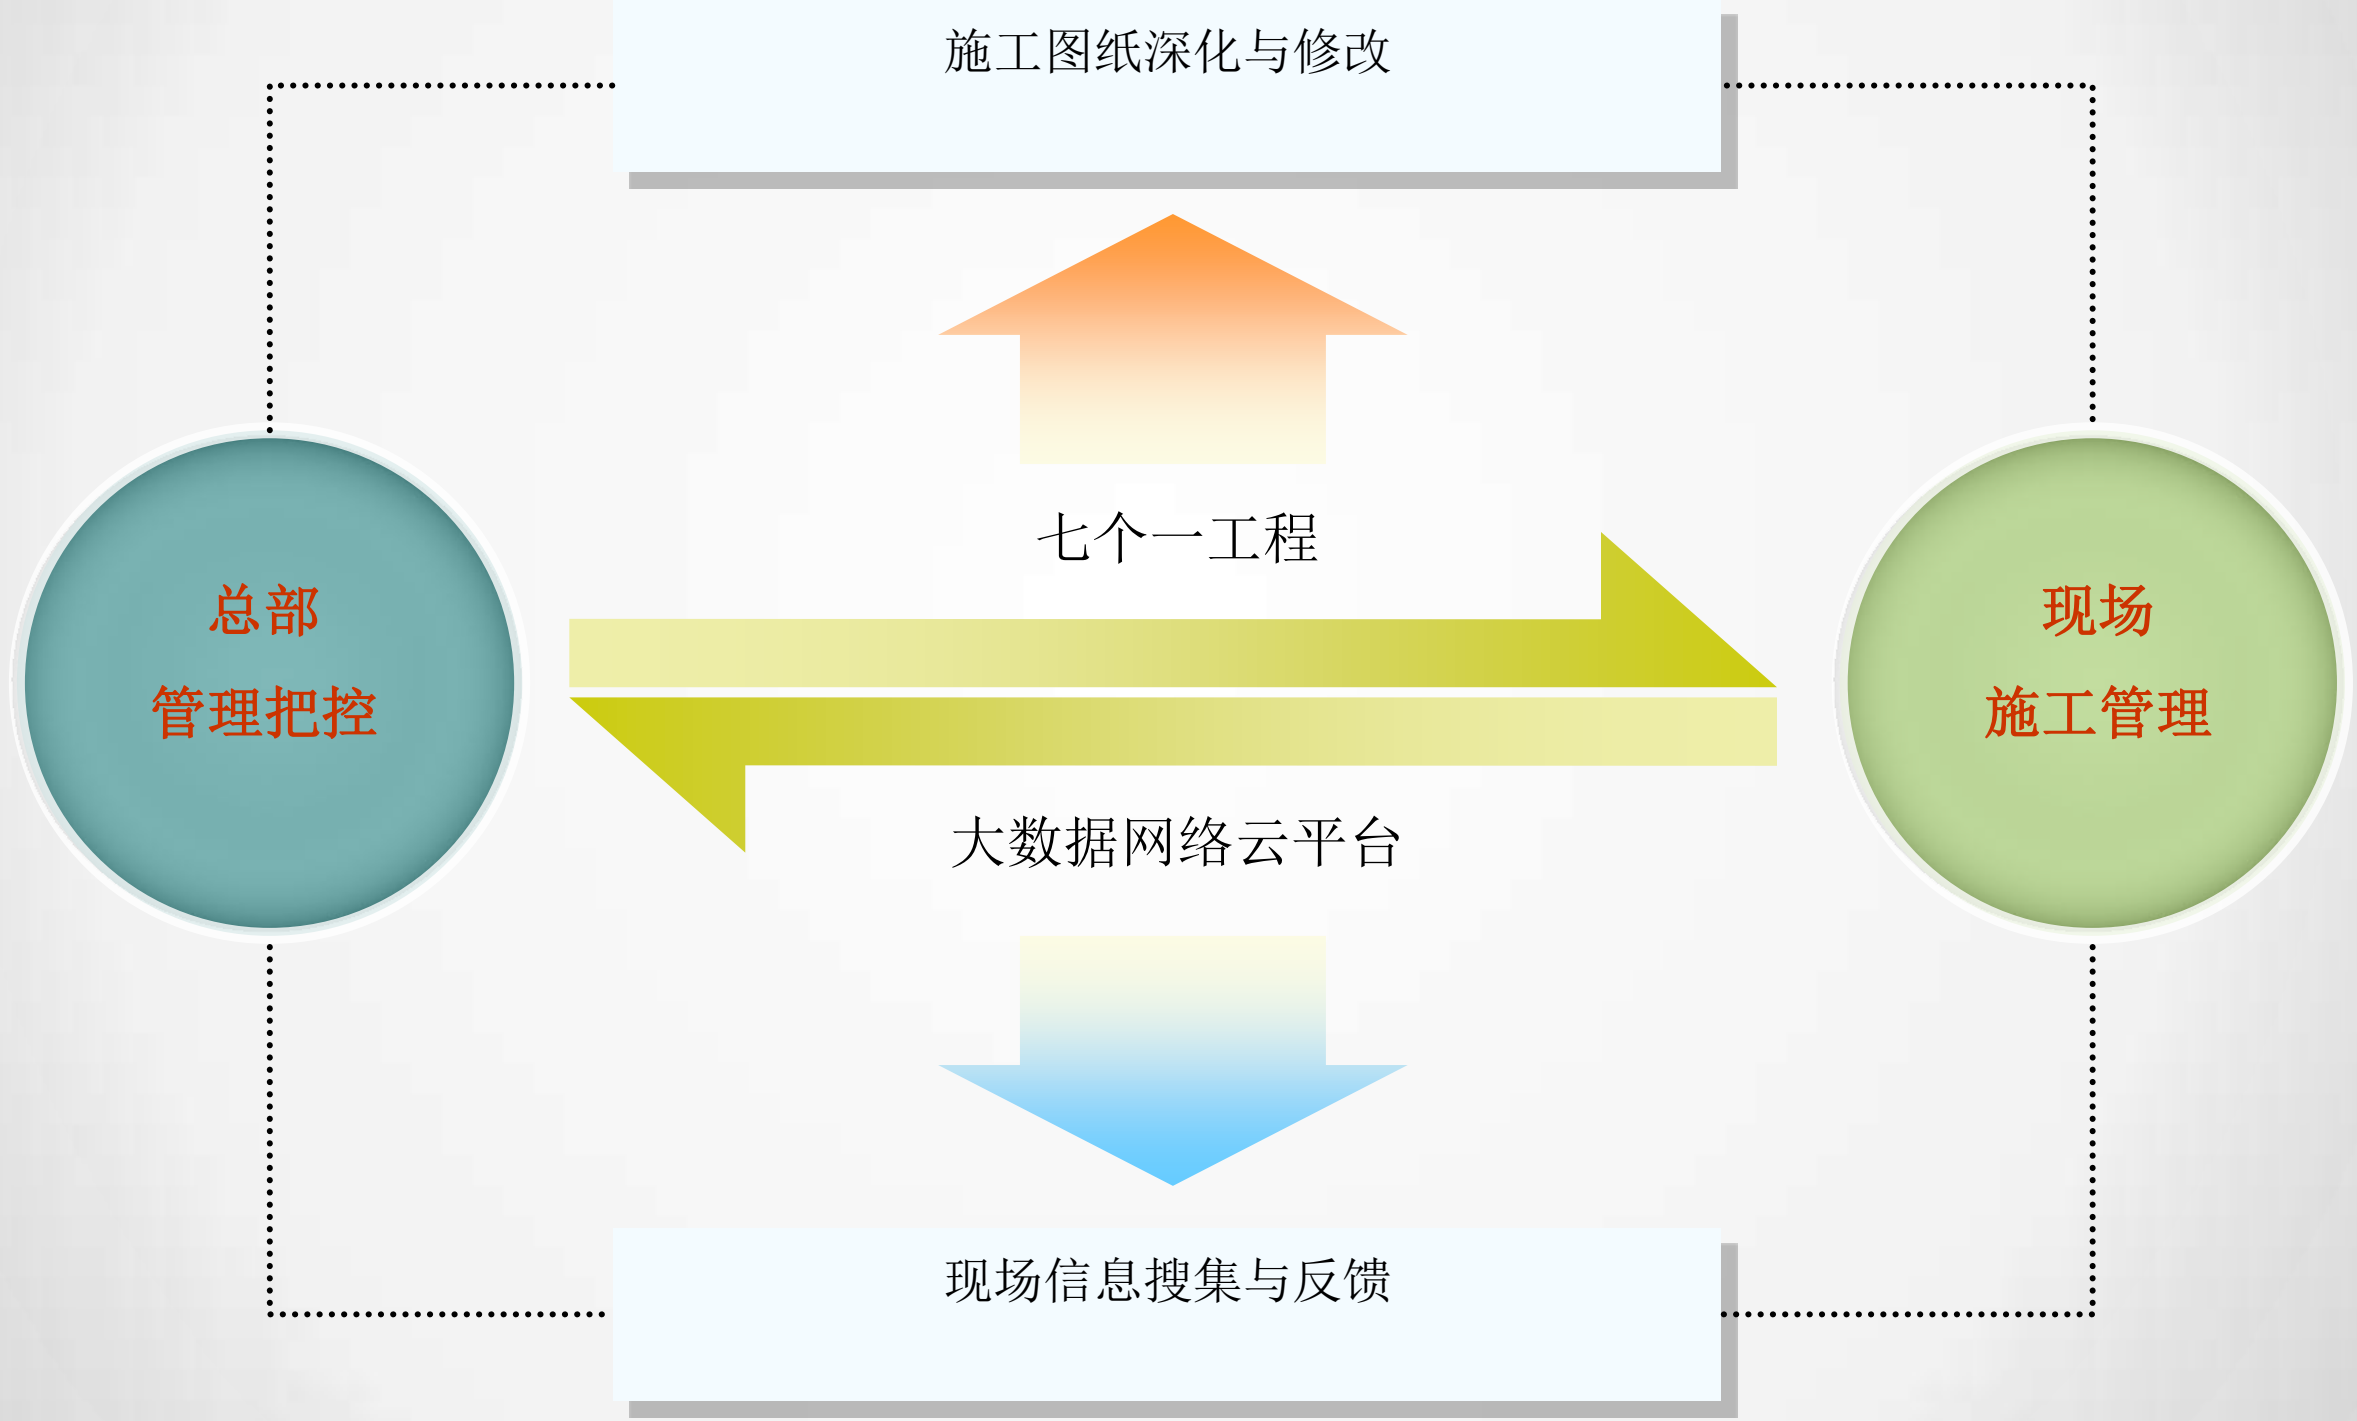 施工图纸深化与修改
七个一工程
总部
管理把控
现场
施工管理
大数据网络云平台
现场信息搜集与反馈